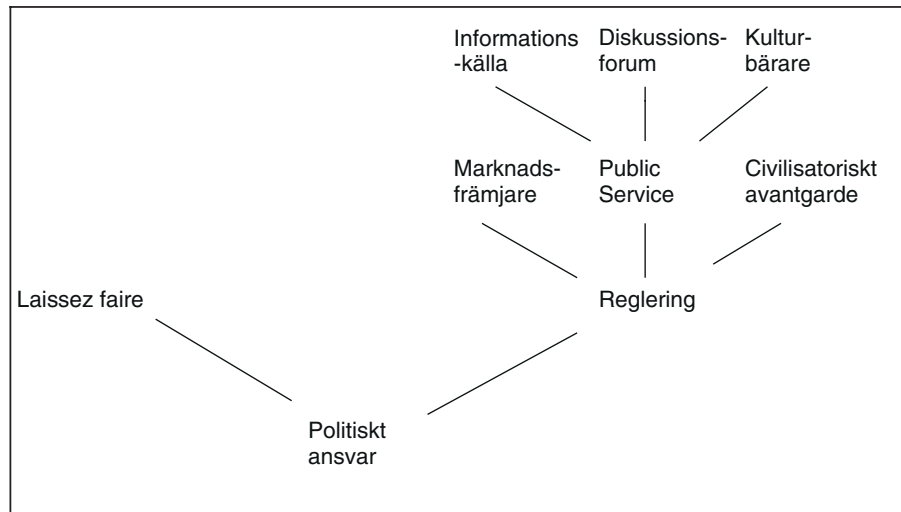 Informations
-källa
Diskussions-
forum
Kultur-
bärare
Marknads-
främjare
Public
Service
Civilisatoriskt
avantgarde
Laissez faire
Reglering
Politiskt
ansvar